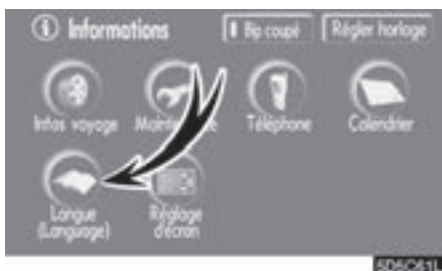 Informations
Bip coupé
Régler horloge
Infos voyage
Téléphone
Calendrier
Langue
(Language)
Réglage
d'écran